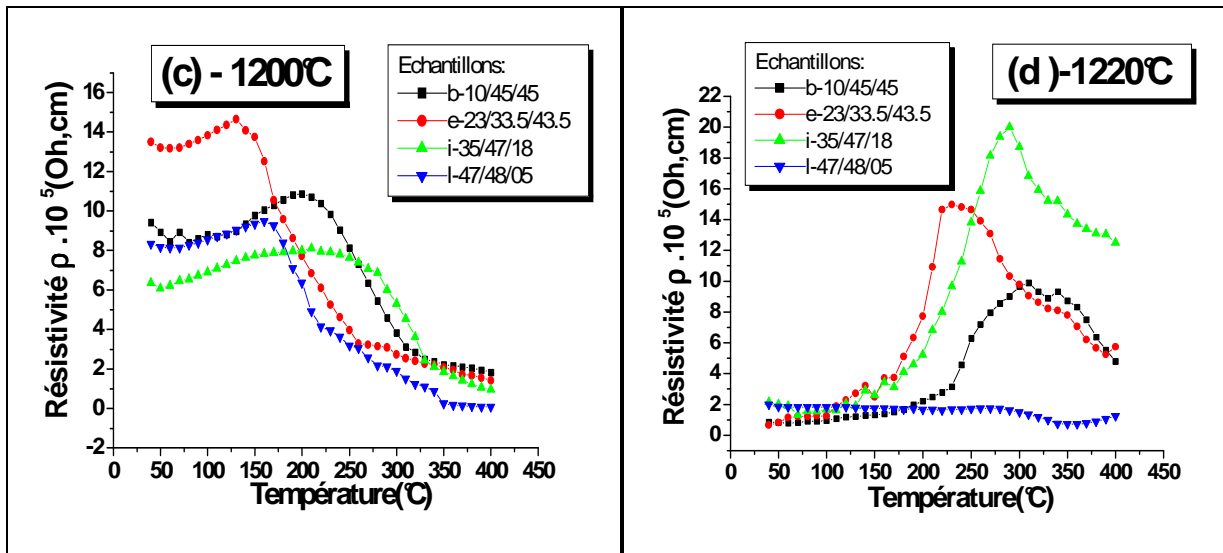 (c) - 1200°C
Echantillons:
b-10/45/45
e-23/33.5/43.5
i-35/47/18
l-47/48/05
Résistivité ρ .10 5(Oh,cm)
16
14
12
10
8
6
4
2
0
-2
0 50 100 150 200 250 300 350 400 450
Température(°C)
(d )-1220°C
Echantillons:
b-10/45/45
e-23/33.5/43.5
i-35/47/18
l-47/48/05
Résistivité ρ .10 5(Oh,cm)
22
20
18
16
14
12
10
8
6
4
2
0
0 50 100 150 200 250 300 350 400 450
Température(°C)